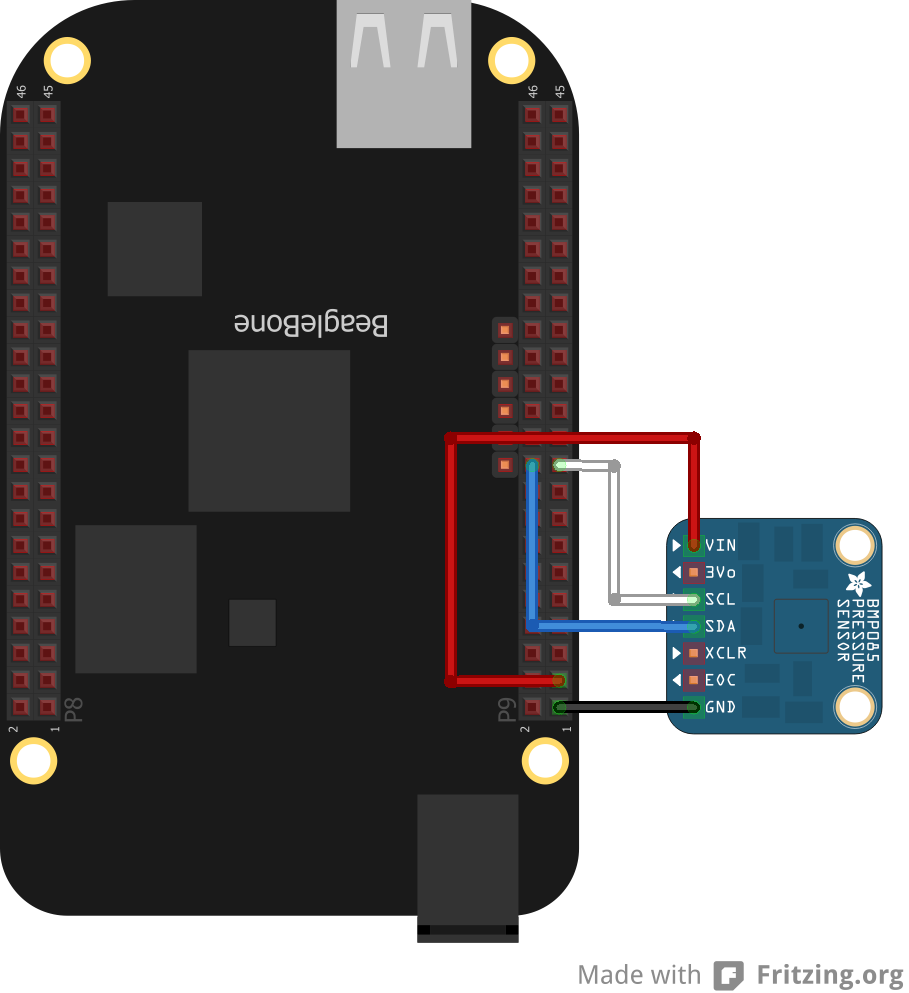 46 45
46 45
BeagleBone
VIN
3Vo
SCL
SDA
XCLR
EOC
GND
BMP085
PRESSURE
SENSOR
P8
P9
2 1
2 1
Made with Fritzing.org